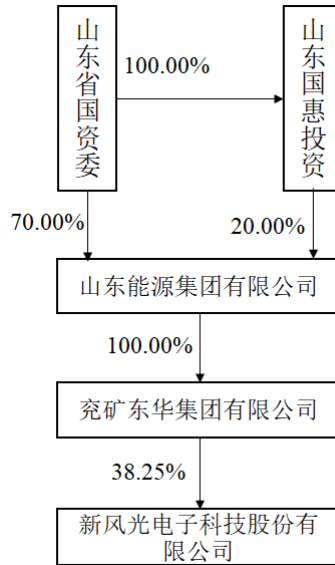 山东省国资委
100.00%
山东国惠投资
70.00%
20.00%
山东能源集团有限公司
100.00%
兖矿东华集团有限公司
38.25%
新风光电子科技股份有
限公司